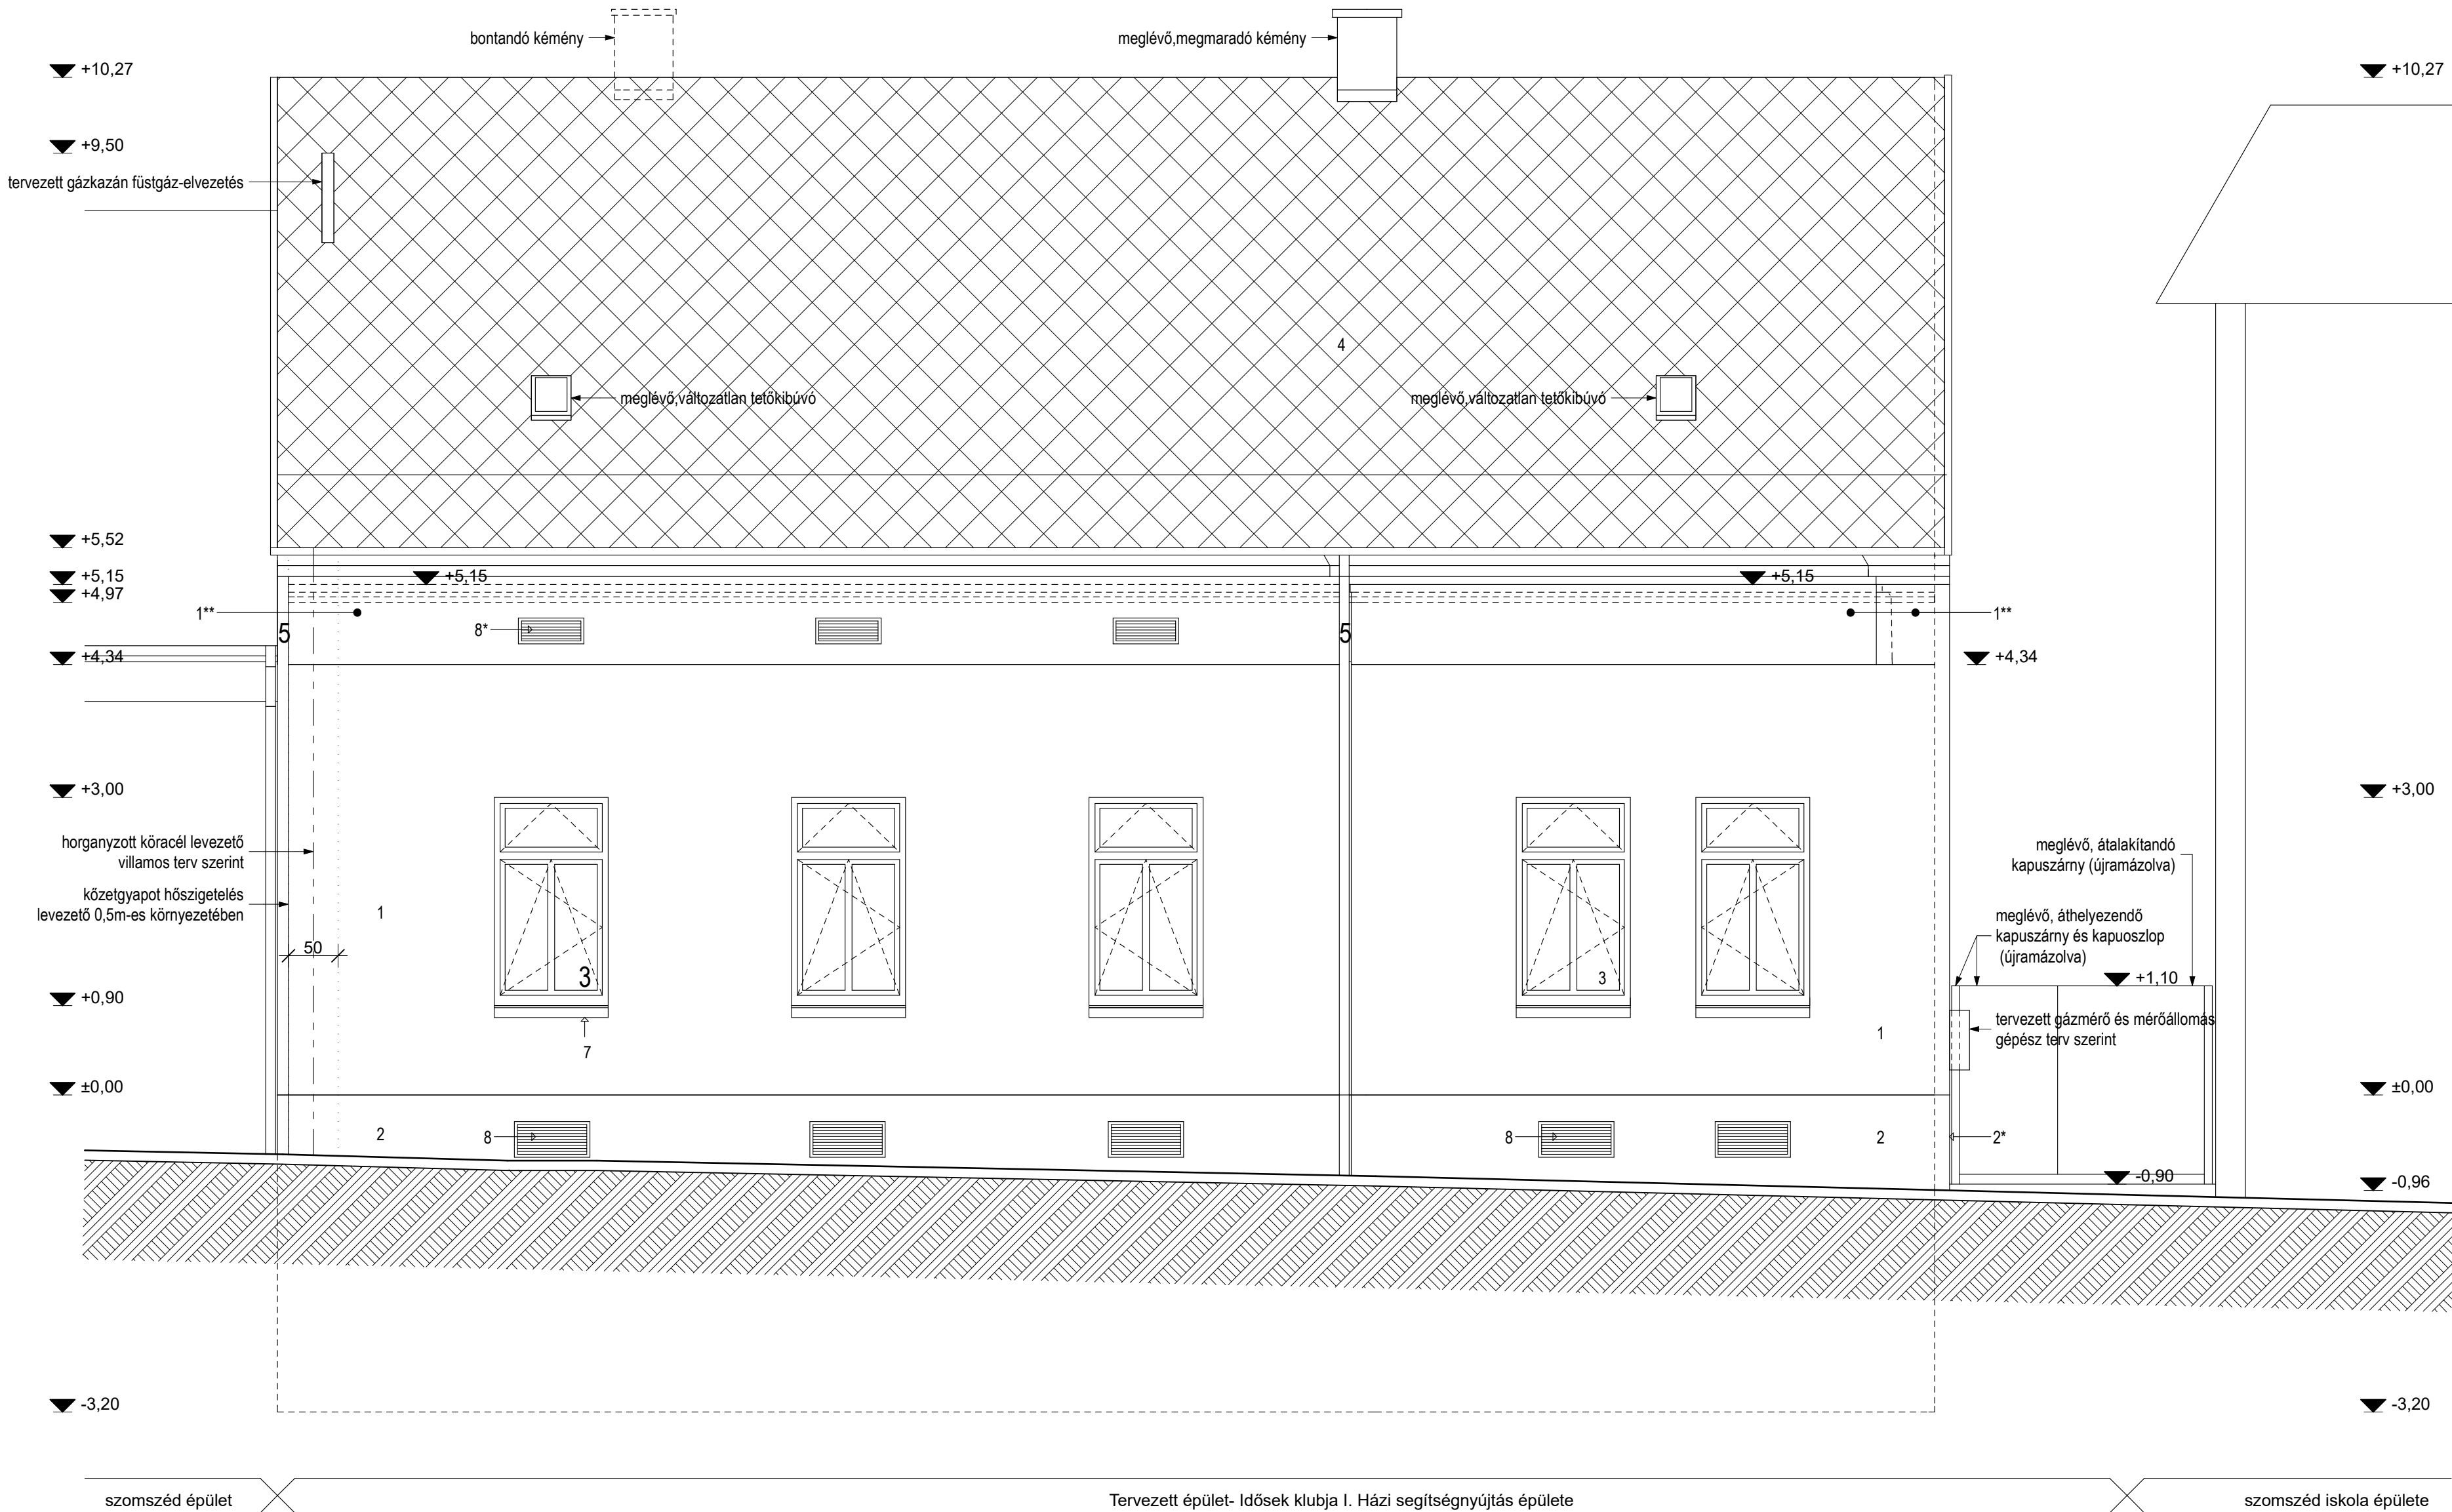 bontandó kémény
meglévő,megmaradó kémény
+10,27
+10,27
+9,50
tervezett gázkazán füstgáz-elvezetés
4
meglévő,változatlan tetőkibúvó
meglévő,változatlan tetőkibúvó
+5,52
+5,15
+5,15
+5,15
+4,97
1**
1**
5
8*
5
+4,34
+4,34
+3,00
+3,00
horganyzott köracél levezető
villamos terv szerint
meglévő, átalakítandó
kapuszárny (újramázolva)
kőzetgyapot hőszigetelés
levezető 0,5m-es környezetében
1
meglévő, áthelyezendő
kapuszárny és kapuoszlop
(újramázolva)
50
3
3
+1,10
+0,90
tervezett gázmérő és mérőállomás
gépész terv szerint
1
7
±0,00
±0,00
2
8
8
2
2*
-0,90
-0,96
-3,20
-3,20
szomszéd épület
Tervezett épület- Idősek klubja I. Házi segítségnyújtás épülete
szomszéd iskola épülete